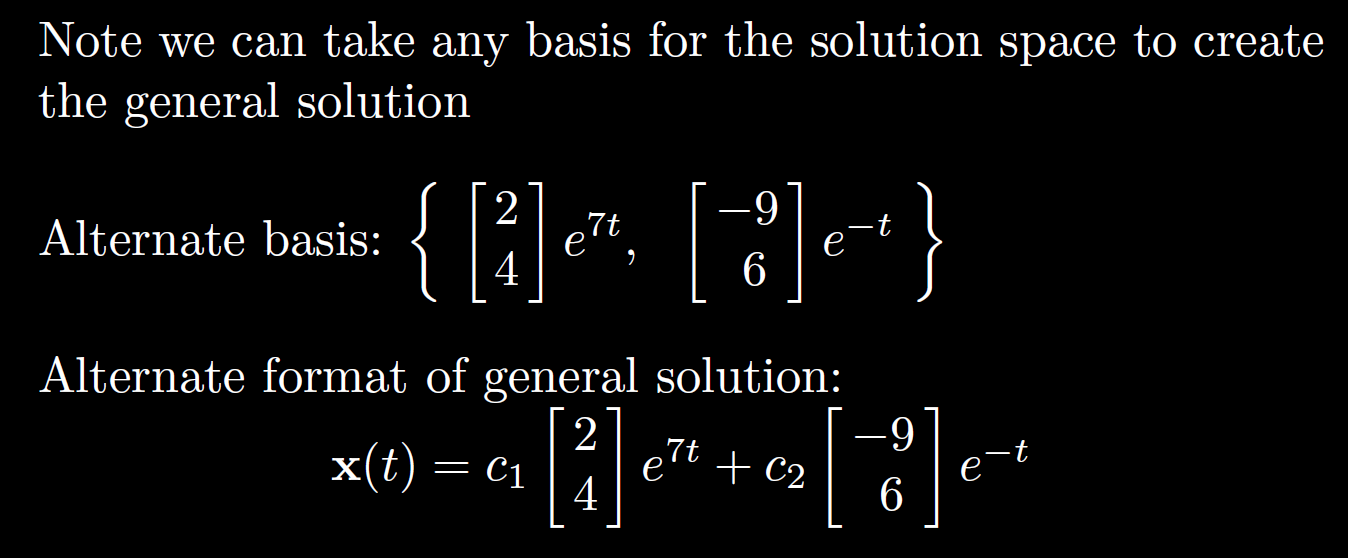 Note we can take any basis for the solution space to create
the general solution
Alternate basis: { [2 4] e^{7t}, [−9 6] e^{−t} }
Alternate format of general solution:
x(t) = c₁ [2 4] e^{7t} + c₂ [−9 6] e^{−t}